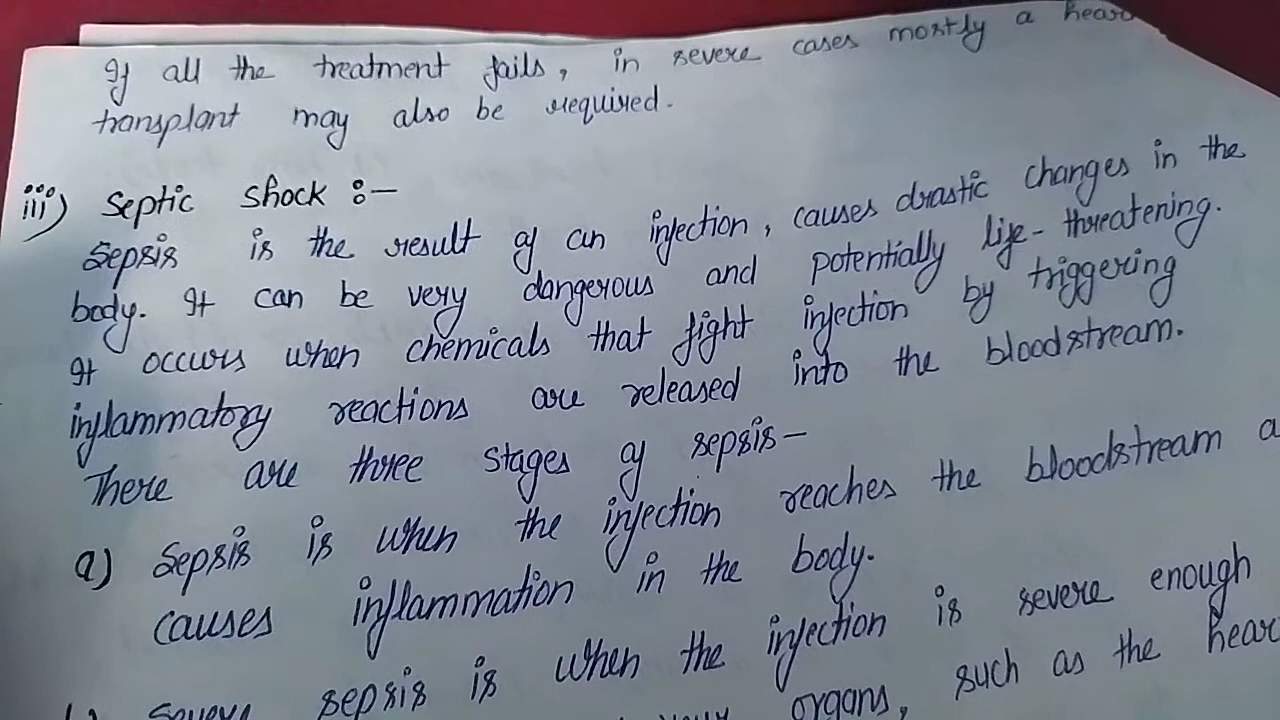 If all the treatment fails, in severe cases mostly a hear
transplant may also be required.
iii) Septic shock :-
Sepsis is the result of an infection, causes drastic changes in the
body. It can be very dangerous and potentially life-threatening.
It occurs when chemicals that fight infection by triggering
inflammatory reactions are released into the bloodstream.
There are three stages of sepsis-
a) Sepsis is when the infection reaches the bloodstream a
causes inflammation in the body.
Severe sepsis is when the infection is severe enough
organs, such as the hear